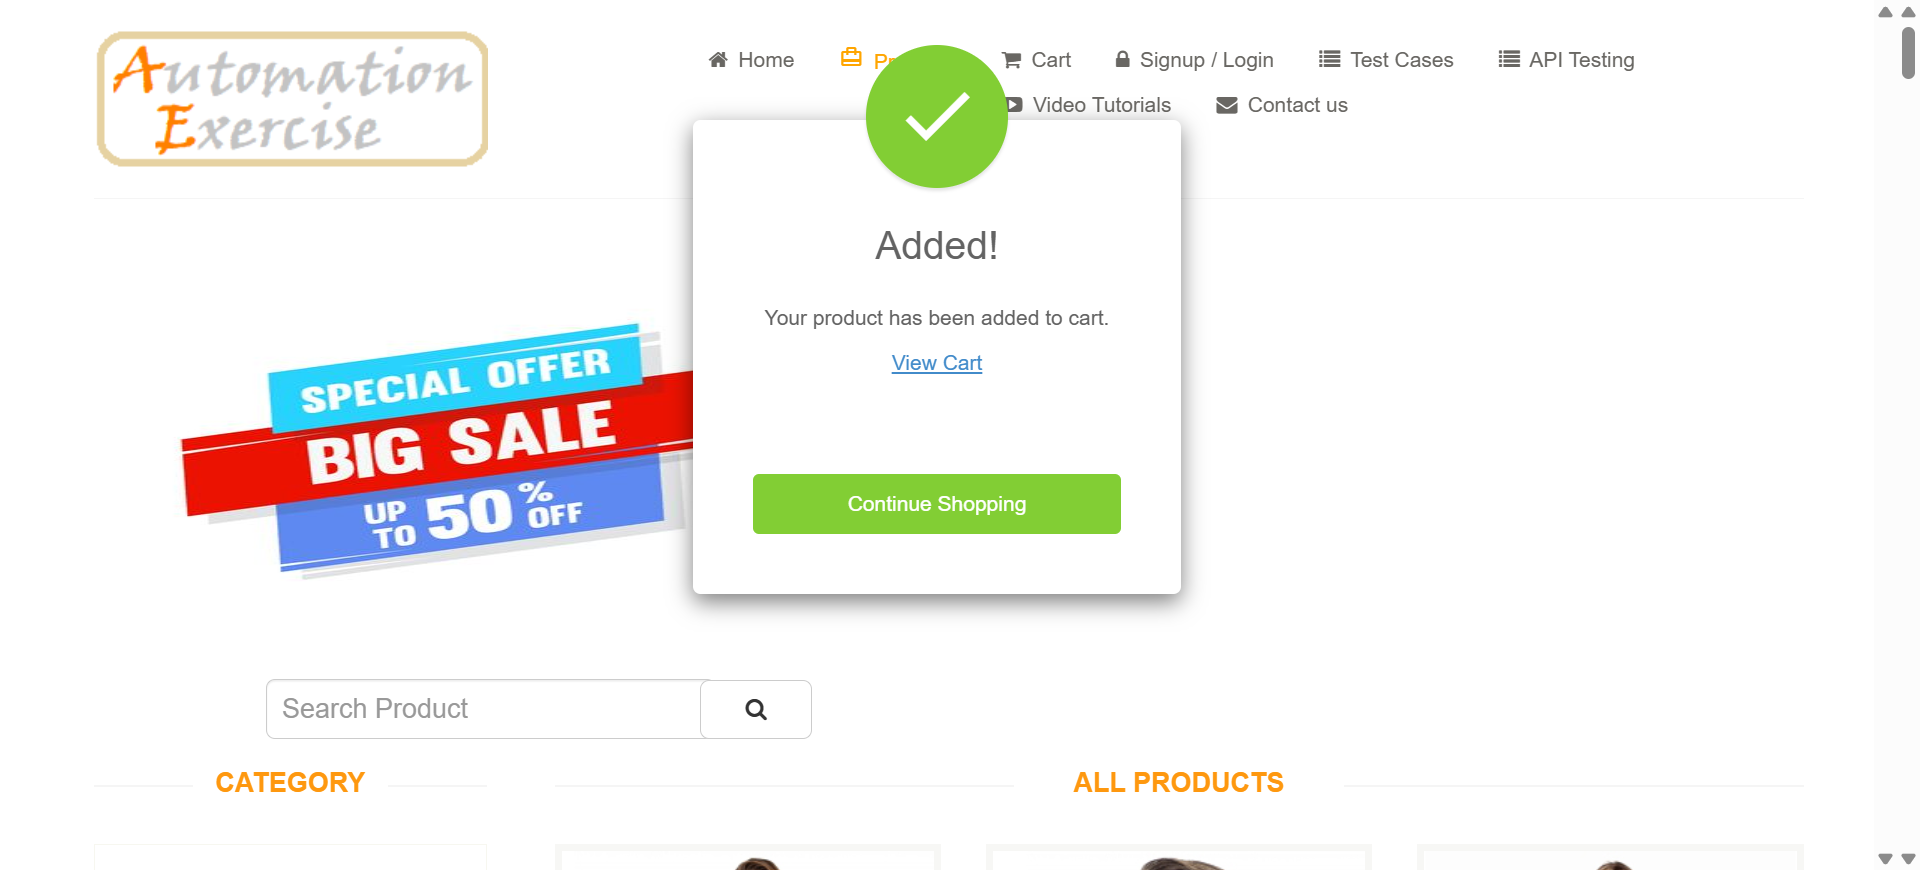 Automation
Exercise
Home
Cart
Signup / Login
Test Cases
API Testing
Video Tutorials
Contact us
Added!
Your product has been added to cart.
View Cart
Continue Shopping
SPECIAL OFFER
BIG SALE
UP TO 50% OFF
Search Product
CATEGORY
ALL PRODUCTS